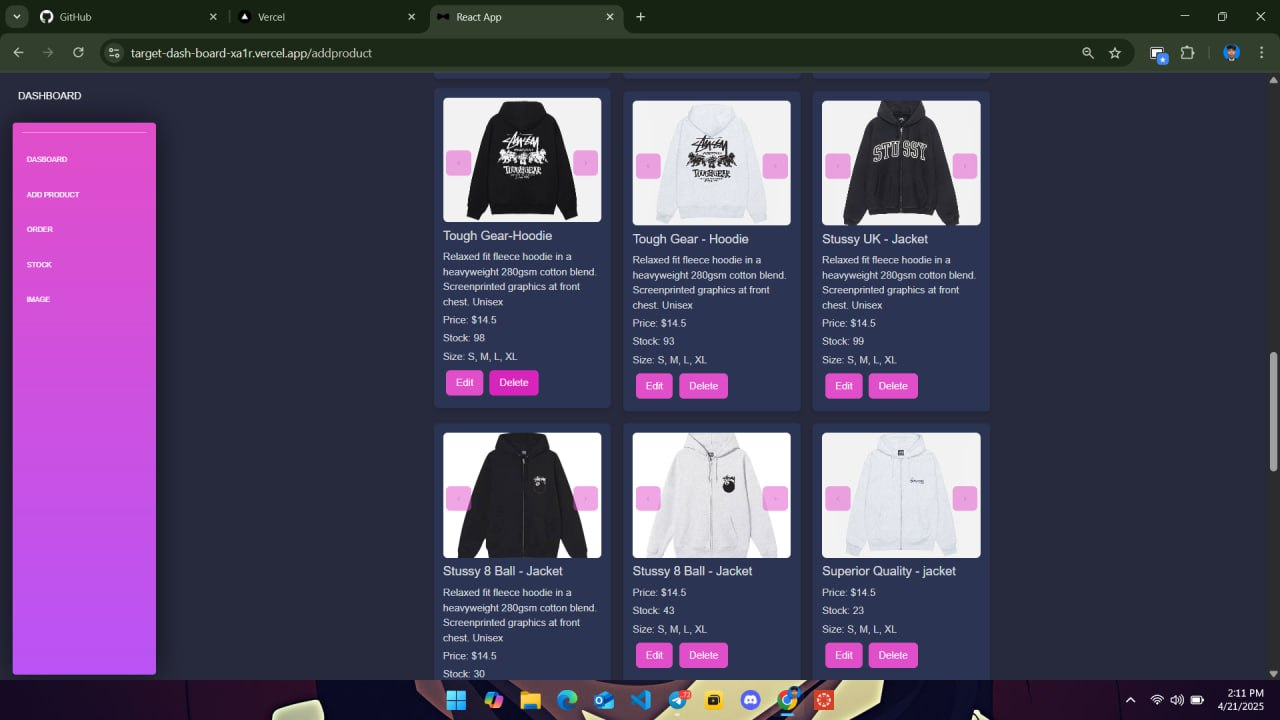 GitHub
Vercel
React App
target-dash-board-xa1r.vercel.app/addproduct
DASHBOARD
DASBOARD
ADD PRODUCT
ORDER
STOCK
IMAGE
Tough Gear-Hoodie
Relaxed fit fleece hoodie in a
heavyweight 280gsm cotton blend.
Screenprinted graphics at front
chest. Unisex
Price: $14.5
Stock: 98
Size: S, M, L, XL
Edit
Delete
Tough Gear - Hoodie
Relaxed fit fleece hoodie in a
heavyweight 280gsm cotton blend.
Screenprinted graphics at front
chest. Unisex
Price: $14.5
Stock: 93
Size: S, M, L, XL
Edit
Delete
STUSSY
Stussy UK - Jacket
Relaxed fit fleece hoodie in a
heavyweight 280gsm cotton blend.
Screenprinted graphics at front
chest. Unisex
Price: $14.5
Stock: 99
Size: S, M, L, XL
Edit
Delete
Stussy 8 Ball - Jacket
Relaxed fit fleece hoodie in a
heavyweight 280gsm cotton blend.
Screenprinted graphics at front
chest. Unisex
Price: $14.5
Stock: 30
Stussy 8 Ball - Jacket
Price: $14.5
Stock: 43
Size: S, M, L, XL
Edit
Delete
Superior Quality - jacket
Price: $14.5
Stock: 23
Size: S, M, L, XL
Edit
Delete
2:11 PM
4/21/2025